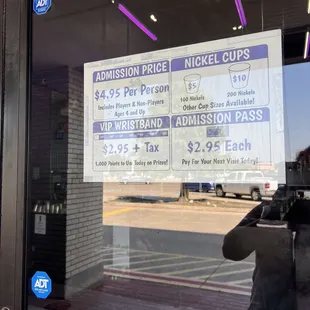 ADT
ADMISSION PRICE
$4.95 Per Person
Includes Players & Non-Players
Ages 4 and Up
NICKEL CUPS
$5
$10
100 Nickels
200 Nickels
Other Cup Sizes Available!
VIP WRISTBAND
$2.95 + Tax
1,000 Points to Use Today on Prizes!
ADMISSION PASS
$2.95 Each
Pay For Your Next Visit Today!
ADT
ADT